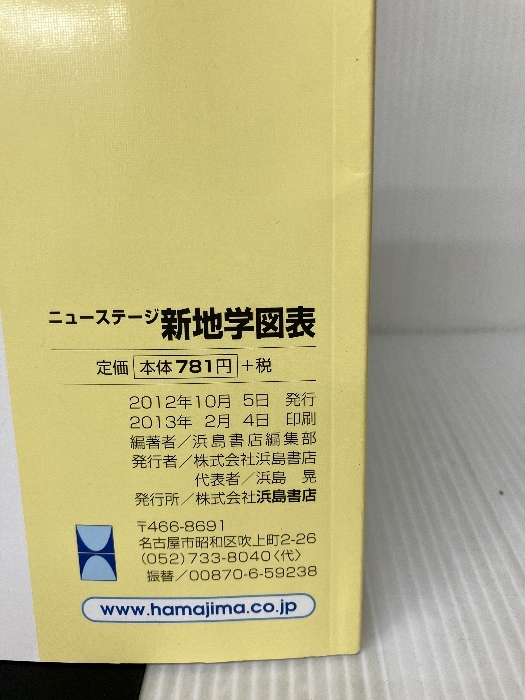 ニューステージ新地学図表
定価 本体781円 +税
2012年10月 5日 発行
2013年 2月 4日 印刷
編著者/浜島書店編集部
発行者/株式会社浜島書店
代表者/浜島 晃
発行所/株式会社浜島書店
〒466-8691
名古屋市昭和区吹上町2-26
(052)733-8040〈代〉
振替/00870-6-59238
www.hamajima.co.jp